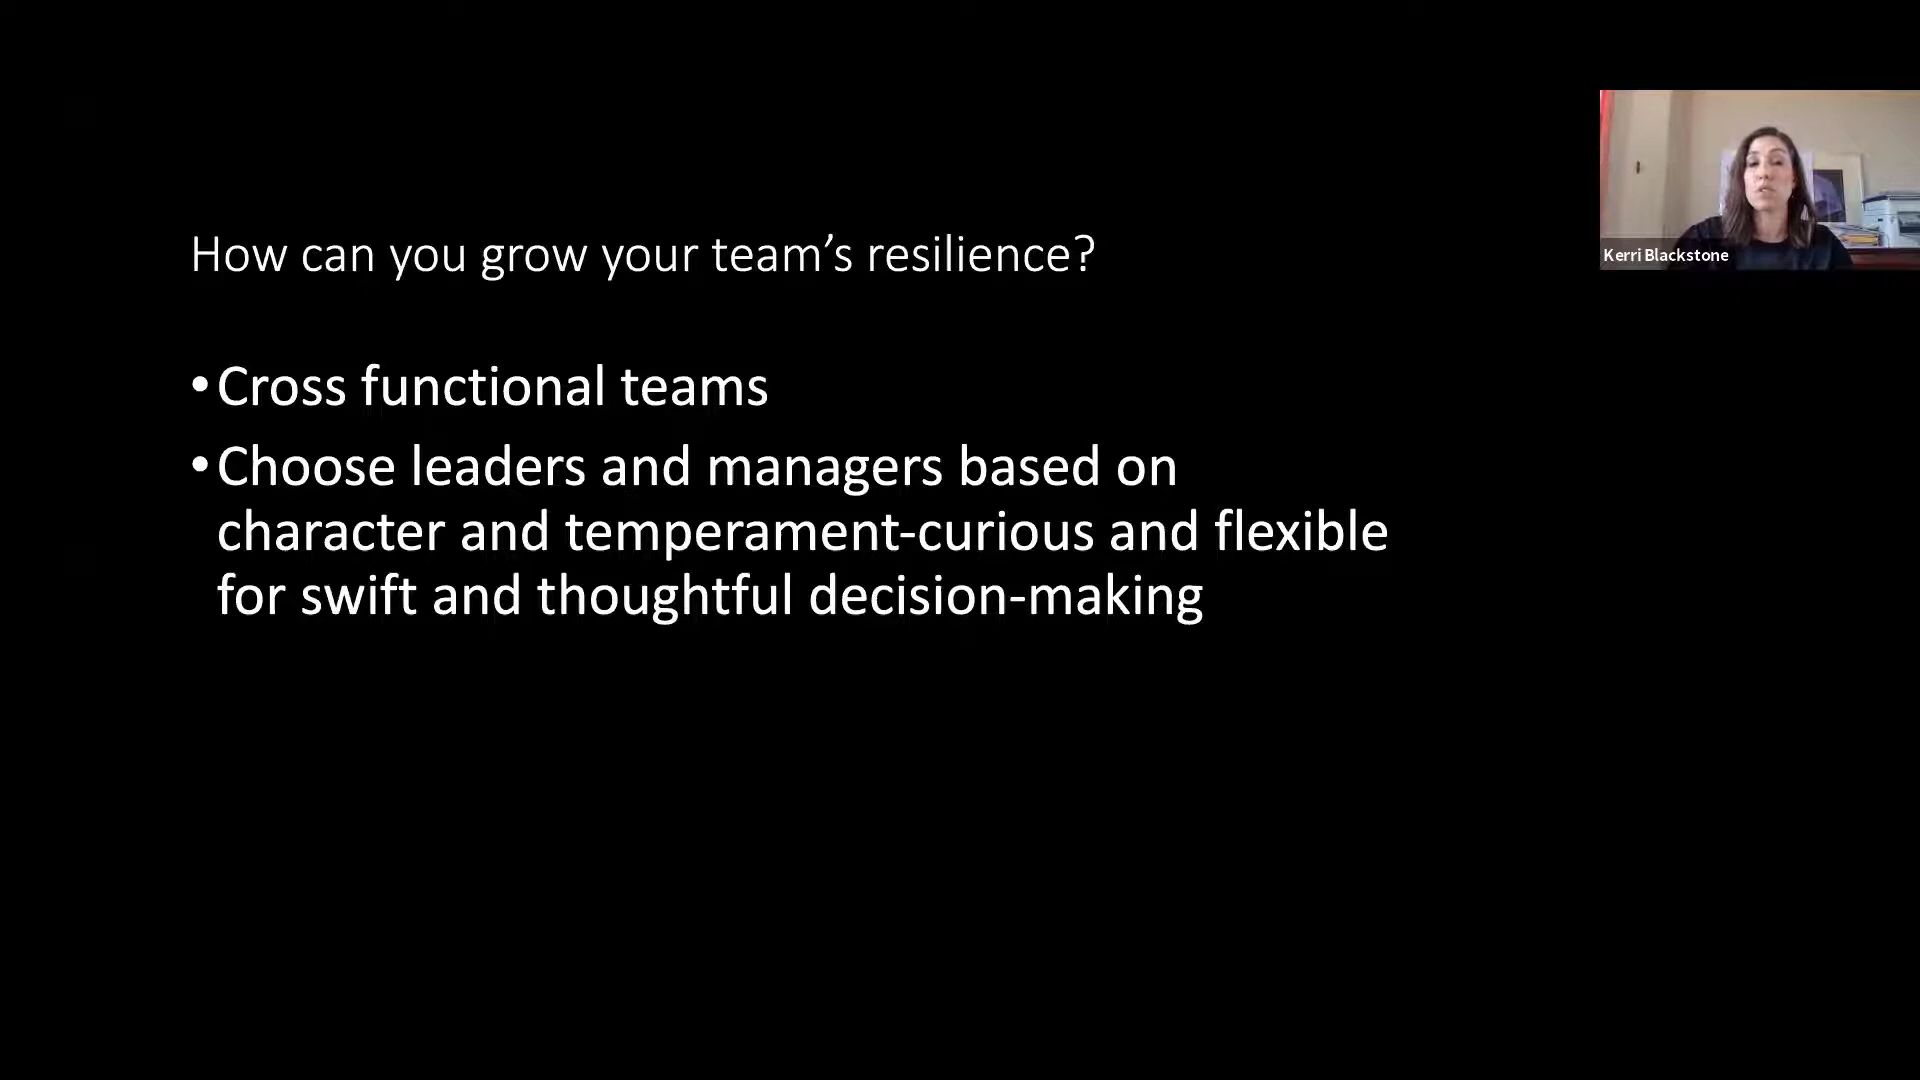 How can you grow your team’s resilience?
•Cross functional teams
•Choose leaders and managers based on
character and temperament-curious and flexible
for swift and thoughtful decision-making
Kerri Blackstone